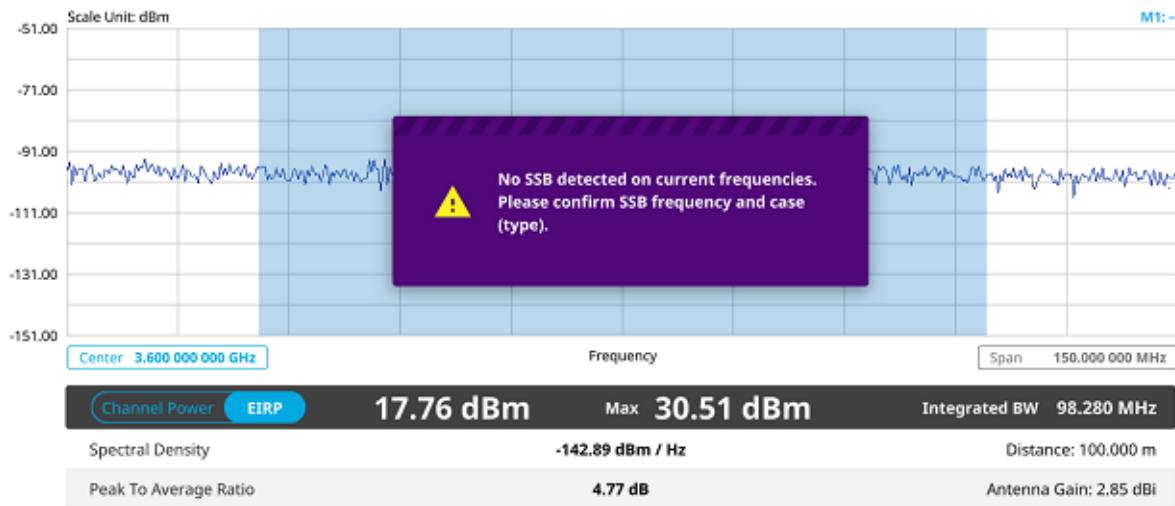 Scale Unit: dBm
M1: --
-51.00
-71.00
-91.00
-111.00
-131.00
-151.00
No SSB detected on current frequencies.
Please confirm SSB frequency and case
(type).
Center 3.600 000 000 GHz
Frequency
Span 150.000 000 MHz
Channel Power EIRP 17.76 dBm Max 30.51 dBm Integrated BW 98.280 MHz
Spectral Density -142.89 dBm / Hz Distance: 100.000 m
Peak To Average Ratio 4.77 dB Antenna Gain: 2.85 dBi